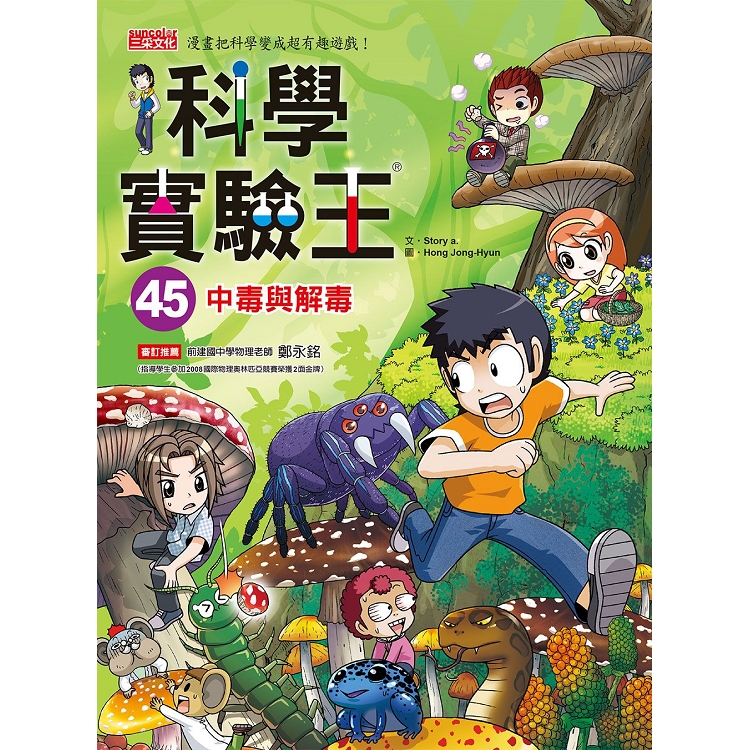 suncolor
三采文化
漫畫把科學變成超有趣遊戲！
科學
實驗王®
文・Story a.
圖・Hong Jong-Hyun
45 中毒與解毒
審訂推薦 前建國中學物理老師 鄭永銘
（指導學生參加2008國際物理奧林匹亞競賽榮獲2面金牌）